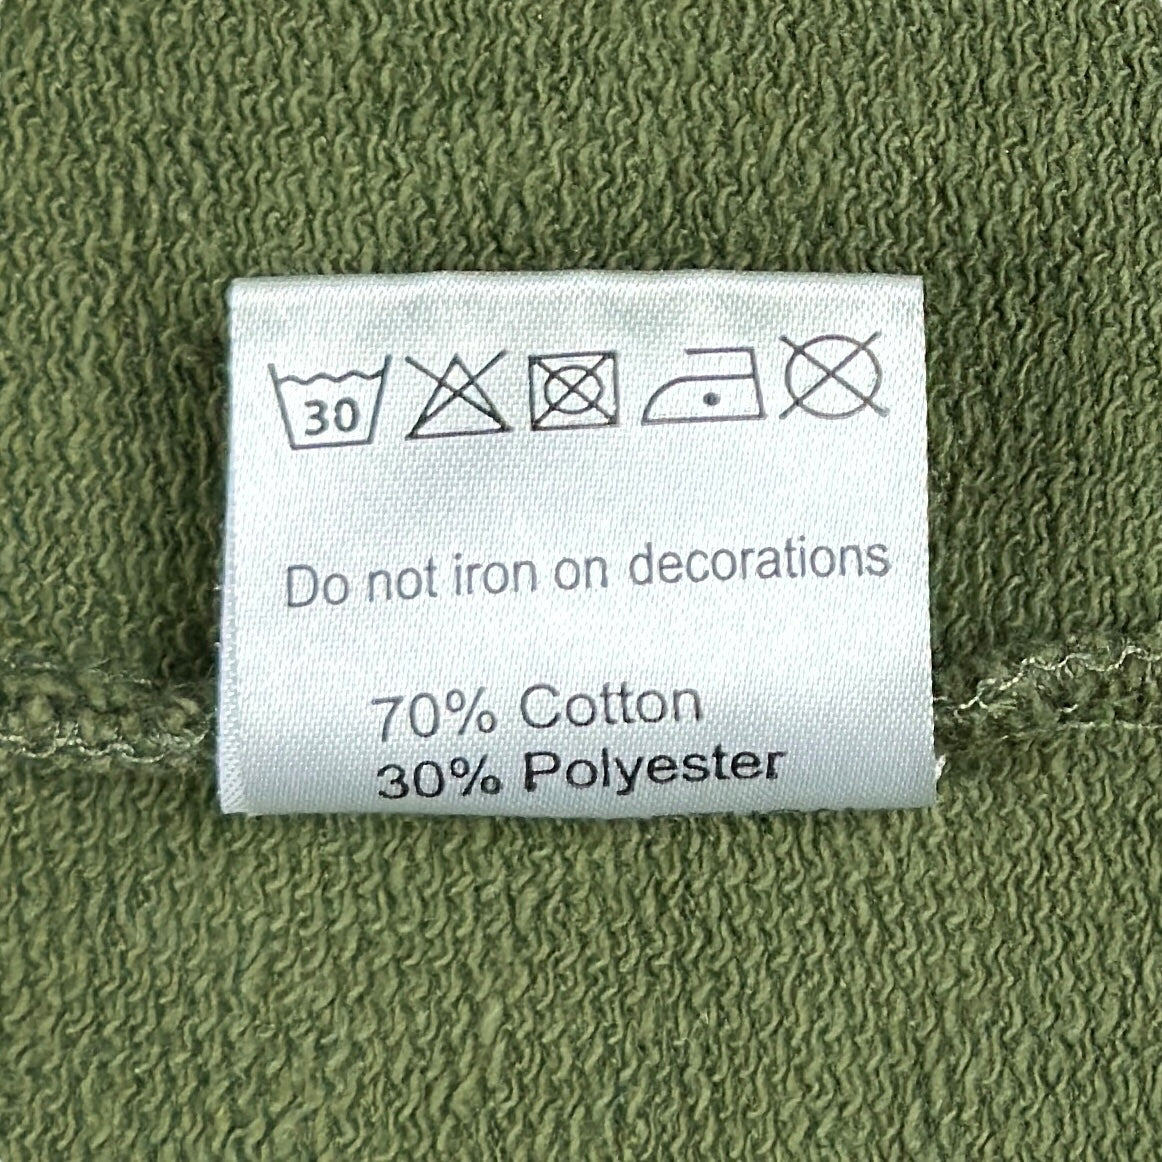 30
Do not iron on decorations
70% Cotton
30% Polyester